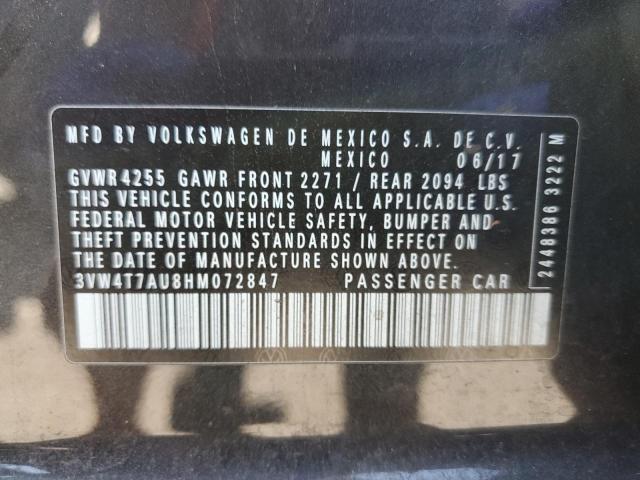 MFD BY VOLKSWAGEN DE MEXICO S.A. DE C.V.
MEXICO 06/17
GVWR 4255 GAWR FRONT 2271 / REAR 2094 LBS
THIS VEHICLE CONFORMS TO ALL APPLICABLE U.S.
FEDERAL MOTOR VEHICLE SAFETY, BUMPER AND
THEFT PREVENTION STANDARDS IN EFFECT ON
THE DATE OF MANUFACTURE SHOWN ABOVE.
3VW4T7AU8HM072847 PASSENGER CAR
2448386 3222 M